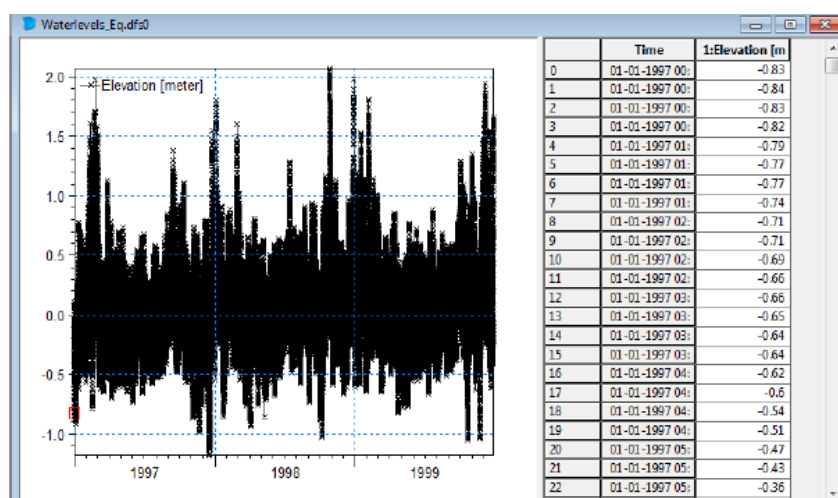 Waterlevels_Eq.dfs0
2.0
Elevation [meter]
1.5
1.0
0.5
0.0
-0.5
-1.0
1997 1998 1999
Time 1:Elevation [m
0 01-01-1997 00: -0.83
1 01-01-1997 00: -0.84
2 01-01-1997 00: -0.83
3 01-01-1997 00: -0.82
4 01-01-1997 01: -0.79
5 01-01-1997 01: -0.77
6 01-01-1997 01: -0.77
7 01-01-1997 01: -0.74
8 01-01-1997 02: -0.71
9 01-01-1997 02: -0.71
10 01-01-1997 02: -0.69
11 01-01-1997 02: -0.66
12 01-01-1997 03: -0.66
13 01-01-1997 03: -0.65
14 01-01-1997 03: -0.64
15 01-01-1997 03: -0.64
16 01-01-1997 04: -0.62
17 01-01-1997 04: -0.6
18 01-01-1997 04: -0.54
19 01-01-1997 04: -0.51
20 01-01-1997 05: -0.47
21 01-01-1997 05: -0.43
22 01-01-1997 05: -0.36